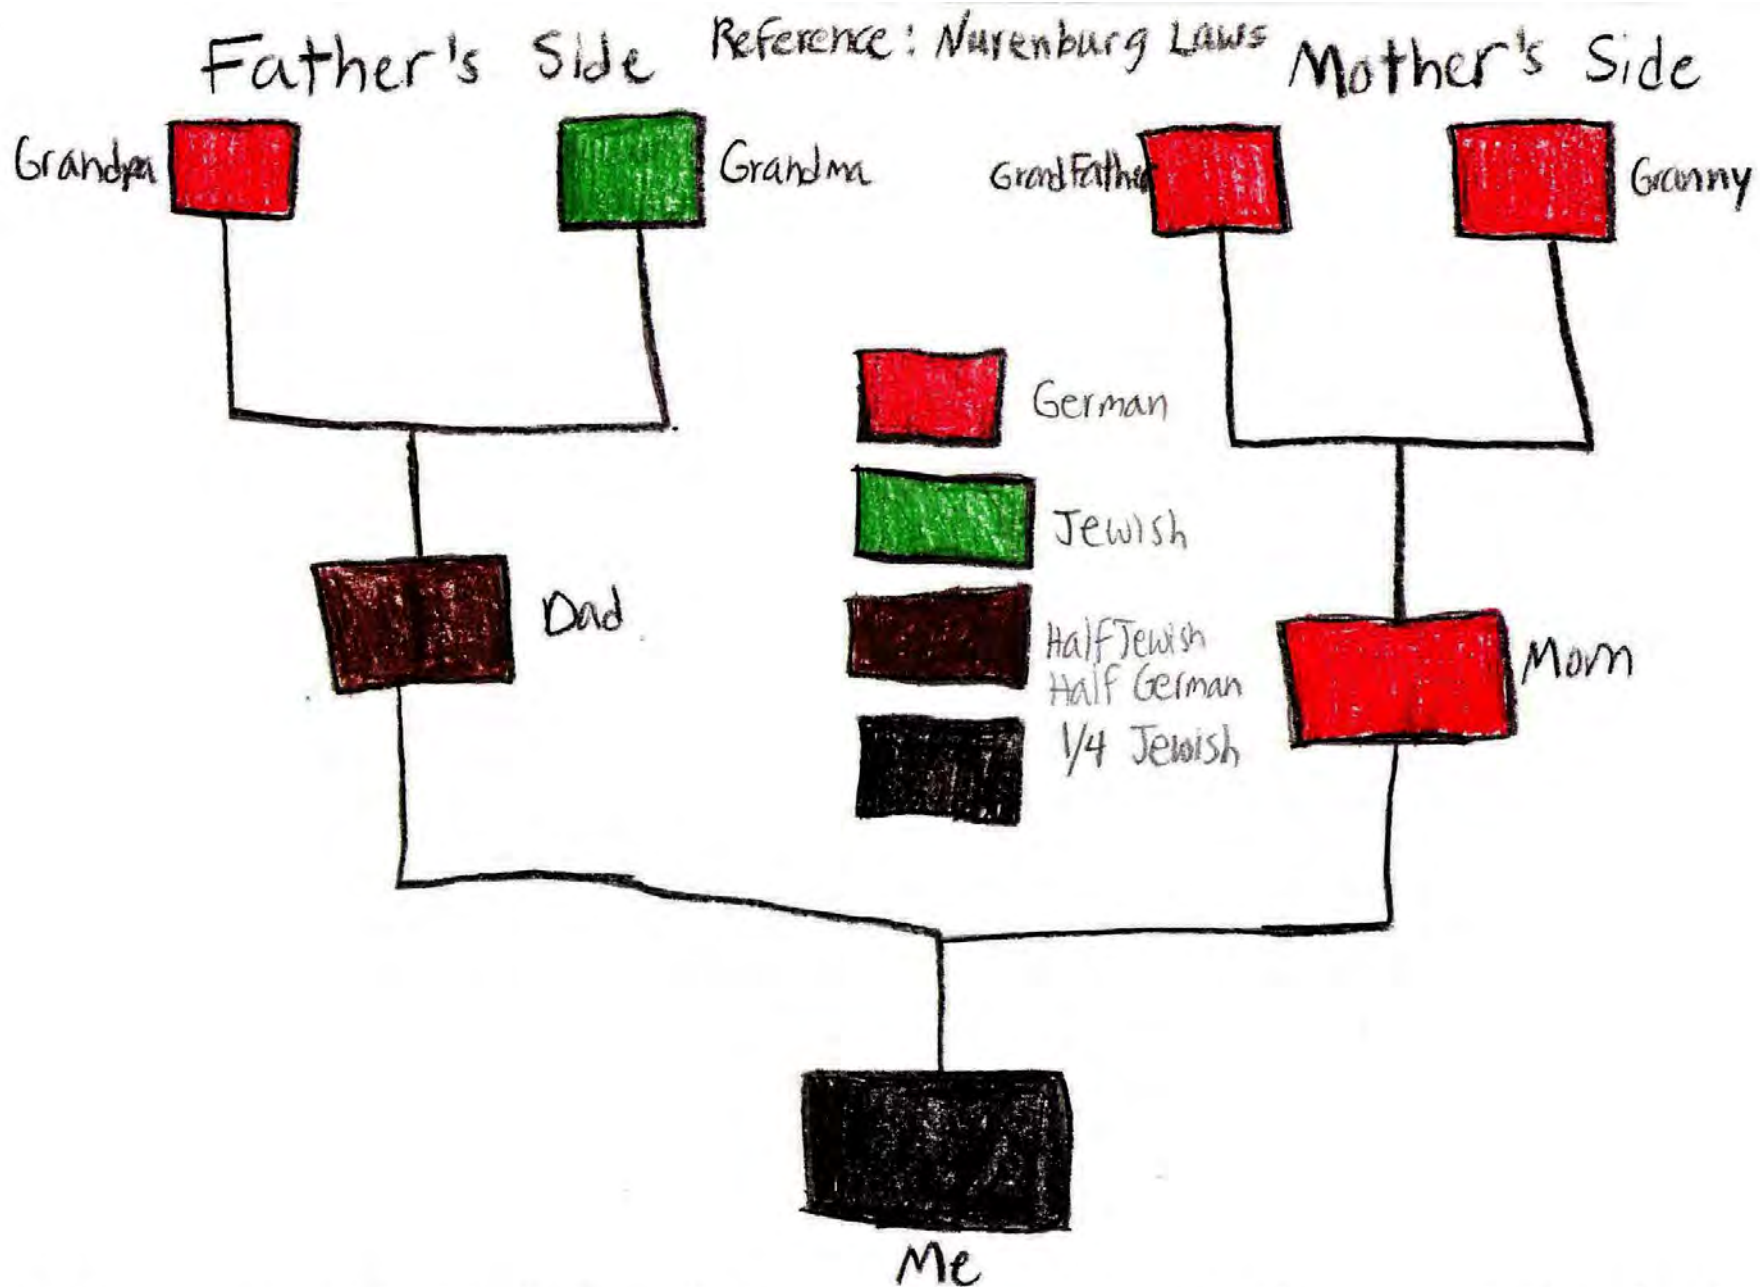 Father's Side
Reference: Nurenburg Laws
Mother's Side
Grandpa
Grandma
GrandFather
Granny
German
Jewish
Half Jewish
Half German
1/4 Jewish
Dad
Mom
Me